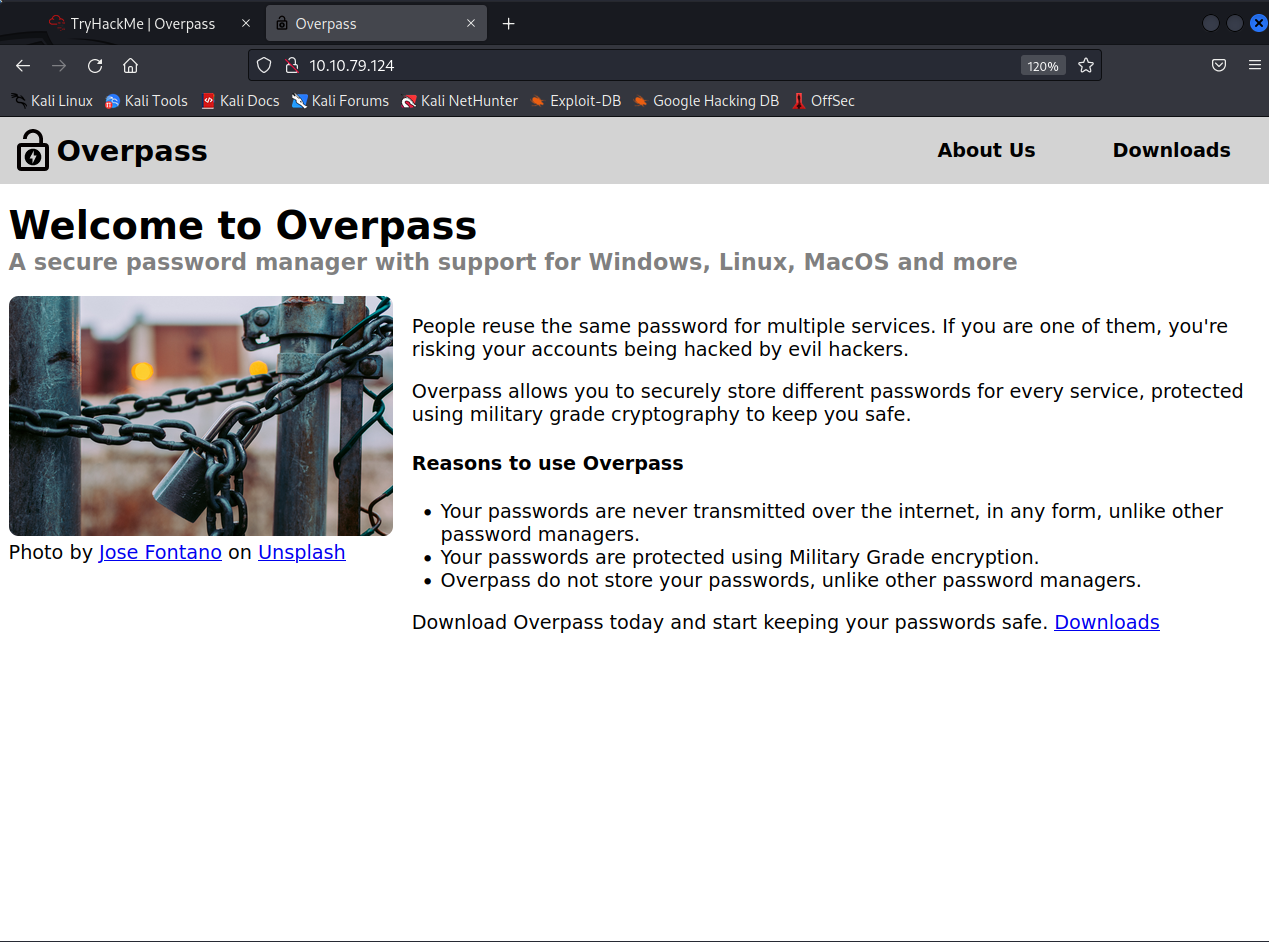 TryHackMe | Overpass
Overpass
10.10.79.124
120%
Kali Linux
Kali Tools
Kali Docs
Kali Forums
Kali NetHunter
Exploit-DB
Google Hacking DB
OffSec
Overpass
About Us
Downloads
Welcome to Overpass
A secure password manager with support for Windows, Linux, MacOS and more
Photo by Jose Fontano on Unsplash
People reuse the same password for multiple services. If you are one of them, you're
risking your accounts being hacked by evil hackers.
Overpass allows you to securely store different passwords for every service, protected
using military grade cryptography to keep you safe.
Reasons to use Overpass
• Your passwords are never transmitted over the internet, in any form, unlike other
password managers.
• Your passwords are protected using Military Grade encryption.
• Overpass do not store your passwords, unlike other password managers.
Download Overpass today and start keeping your passwords safe. Downloads